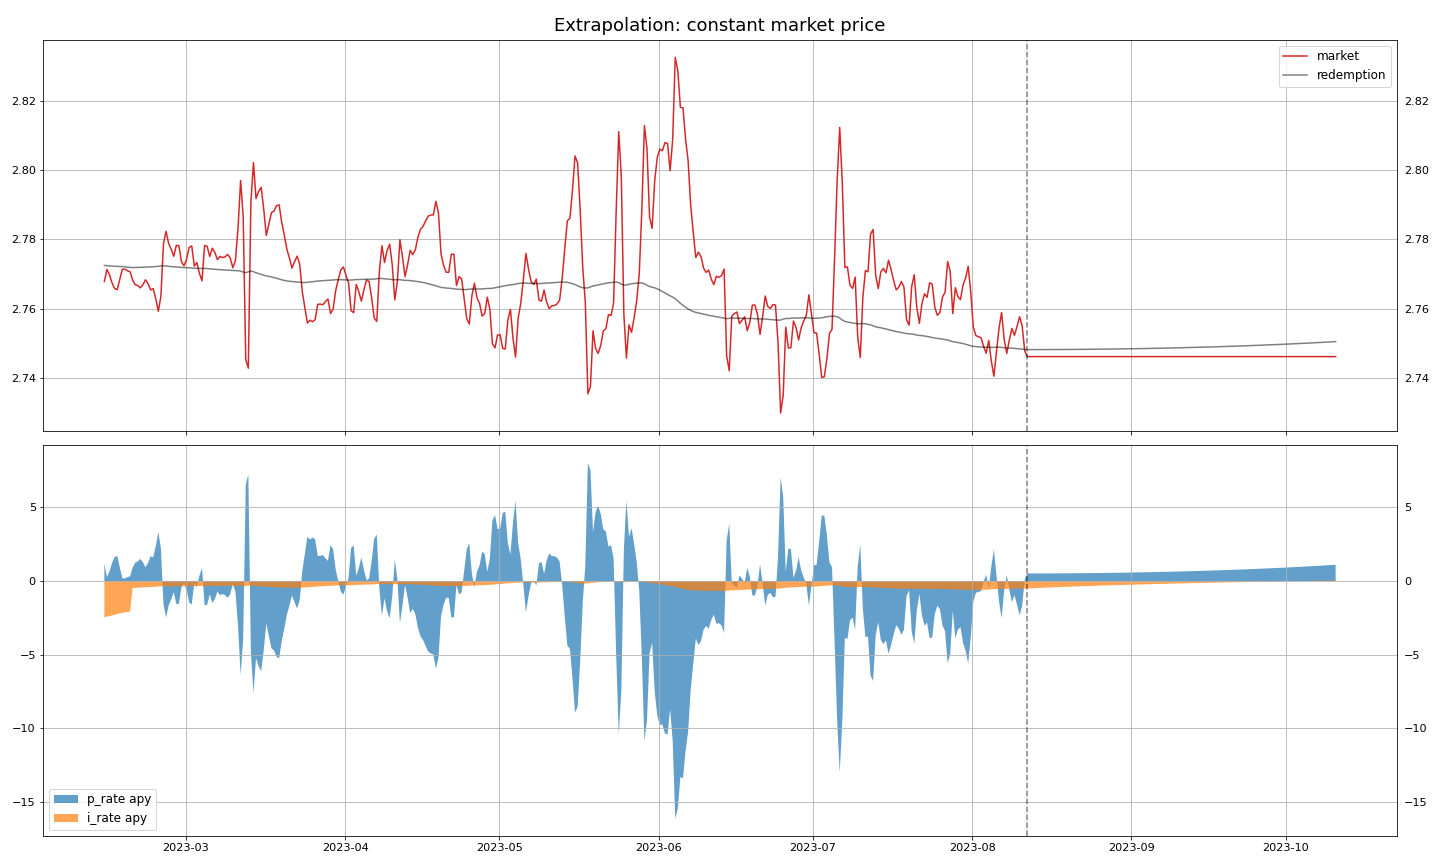 Extrapolation: constant market price
market
redemption
2.82 2.82
2.80 2.80
2.78 2.78
2.76 2.76
2.74 2.74
5 5
0 0
−5 −5
−10 −10
−15 −15
p_rate apy
i_rate apy
2023-03 2023-04 2023-05 2023-06 2023-07 2023-08 2023-09 2023-10